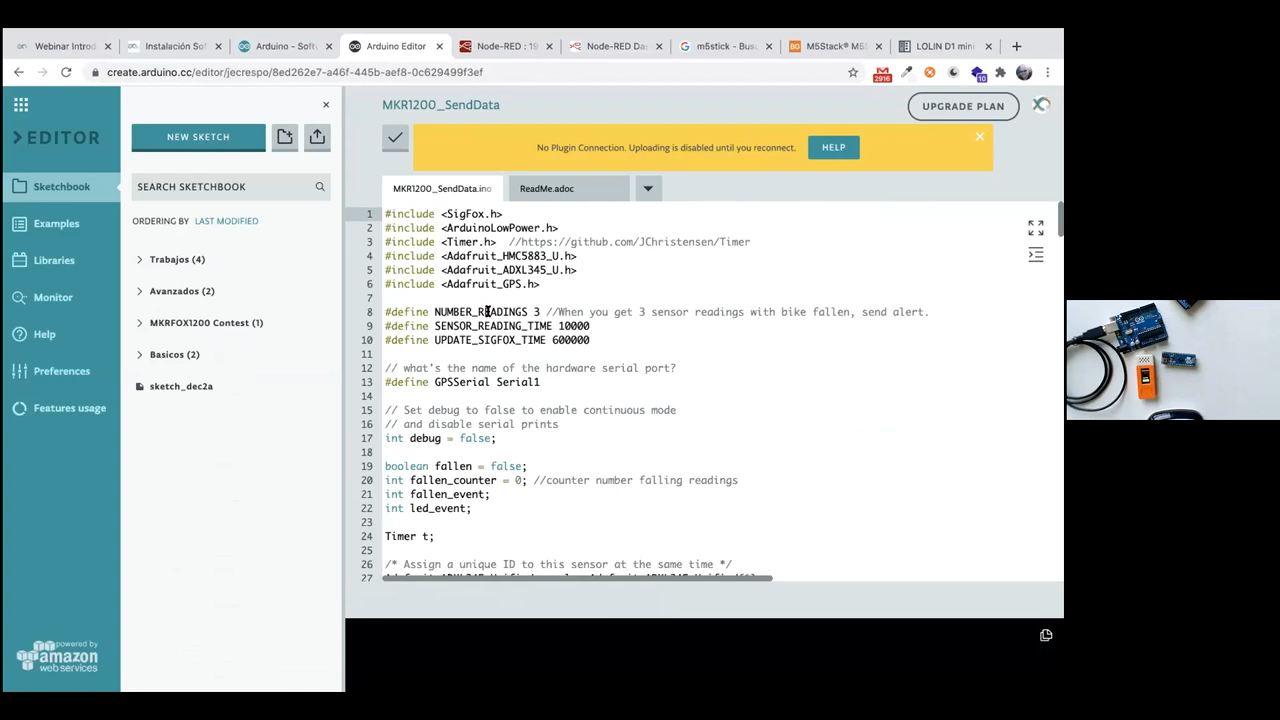 Webinar Introd
Instalación Sof
Arduino - Softw
Arduino Editor
Node-RED : 19
Node-RED Da
m5stick - Busc
M5Stack® M5
LOLIN D1 mini
create.arduino.cc/editor/jecrespo/8ed262e7-a46f-445b-aef8-0c629499f3ef
2916
10
EDITOR
Sketchbook
Examples
Libraries
Monitor
Help
Preferences
Features usage
powered by
amazon
web services
NEW SKETCH
SEARCH SKETCHBOOK
ORDERING BY LAST MODIFIED
Trabajos (4)
Avanzados (2)
MKRFOX1200 Contest (1)
Basicos (2)
sketch_dec2a
MKR1200_SendData
UPGRADE PLAN
No Plugin Connection. Uploading is disabled until you reconnect.
HELP
MKR1200_SendData.ino
ReadMe.adoc
1 #include <SigFox.h>
2 #include <ArduinoLowPower.h>
3 #include <Timer.h> //https://github.com/JChristensen/Timer
4 #include <Adafruit_HMC5883_U.h>
5 #include <Adafruit_ADXL345_U.h>
6 #include <Adafruit_GPS.h>
7
8 #define NUMBER_READINGS 3 //When you get 3 sensor readings with bike fallen, send alert.
9 #define SENSOR_READING_TIME 10000
10 #define UPDATE_SIGFOX_TIME 600000
11
12 // what's the name of the hardware serial port?
13 #define GPSSerial Serial1
14
15 // Set debug to false to enable continuous mode
16 // and disable serial prints
17 int debug = false;
18
19 boolean fallen = false;
20 int fallen_counter = 0; //counter number falling readings
21 int fallen_event;
22 int led_event;
23
24 Timer t;
25
26 /* Assign a unique ID to this sensor at the same time */
27